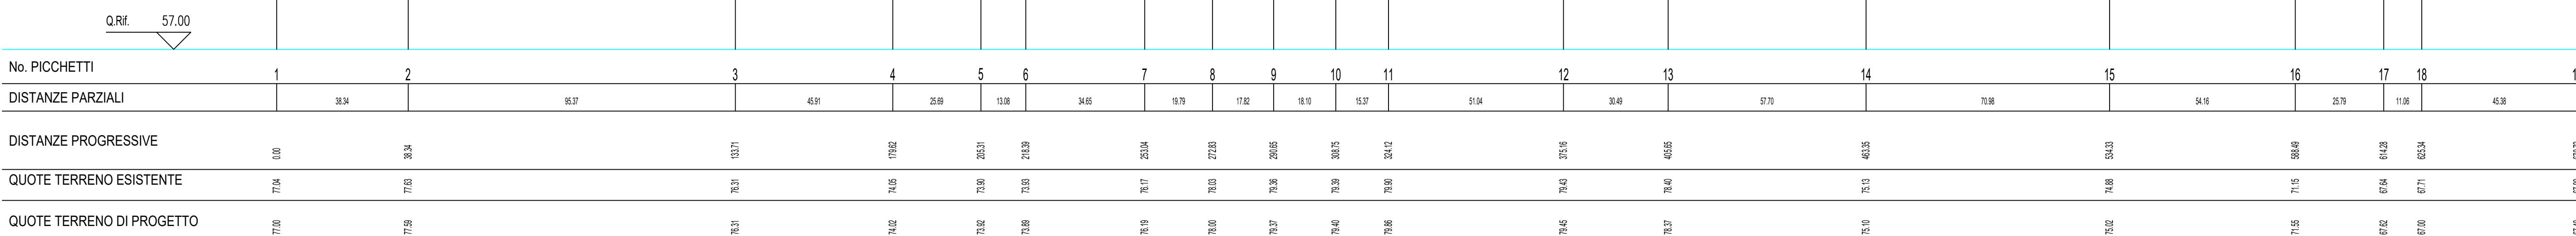 Q.Rif. 57.00
No. PICCHETTI 1 2 3 4 5 6 7 8 9 10 11 12 13 14 15 16 17 18
DISTANZE PARZIALI 38.34 95.37 45.91 25.69 13.08 34.65 19.79 17.82 18.10 15.37 51.04 30.49 57.70 70.98 54.16 25.79 11.06 45.38
DISTANZE PROGRESSIVE 0.00 38.34 133.71 179.62 205.31 218.39 253.04 272.83 290.65 308.75 324.12 375.16 405.65 463.35 534.33 588.49 614.28 625.34
QUOTE TERRENO ESISTENTE 77.04 77.63 76.31 74.05 73.90 73.93 76.17 78.03 79.36 79.39 79.90 79.43 78.40 75.13 74.88 71.15 67.64 67.71
QUOTE TERRENO DI PROGETTO 77.00 77.59 76.31 74.02 73.92 73.89 76.19 78.00 79.37 79.40 79.86 79.45 78.37 75.10 75.02 71.55 67.62 67.00